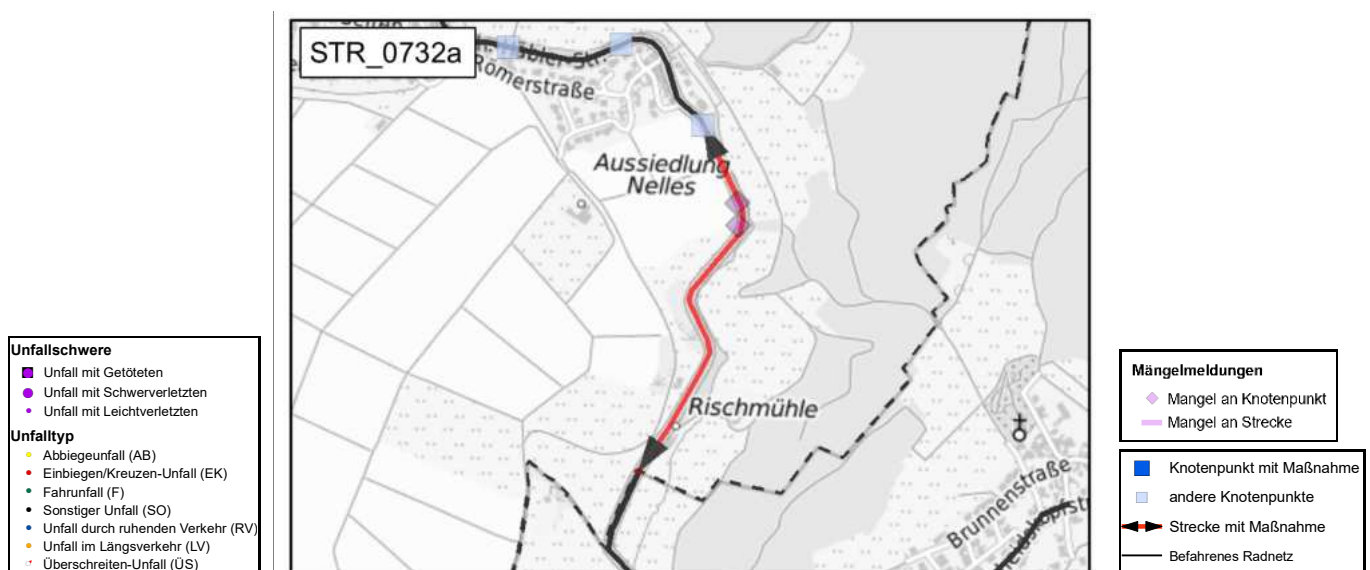 STR_0732a
Römerstraße
Aussiedlung
Nelles
Rischmühle
Brunnenstraße
Unfallschwere
Unfall mit Getöteten
Unfall mit Schwerverletzten
Unfall mit Leichtverletzten
Unfalltyp
Abbiegeunfall (AB)
Einbiegen/Kreuzen-Unfall (EK)
Fahrunfall (F)
Sonstiger Unfall (SO)
Unfall durch ruhenden Verkehr (RV)
Unfall im Längsverkehr (LV)
Überschreiten-Unfall (ÜS)
Mängelmeldungen
Mangel an Knotenpunkt
Mangel an Strecke
Knotenpunkt mit Maßnahme
andere Knotenpunkte
Strecke mit Maßnahme
Befahrenes Radnetz